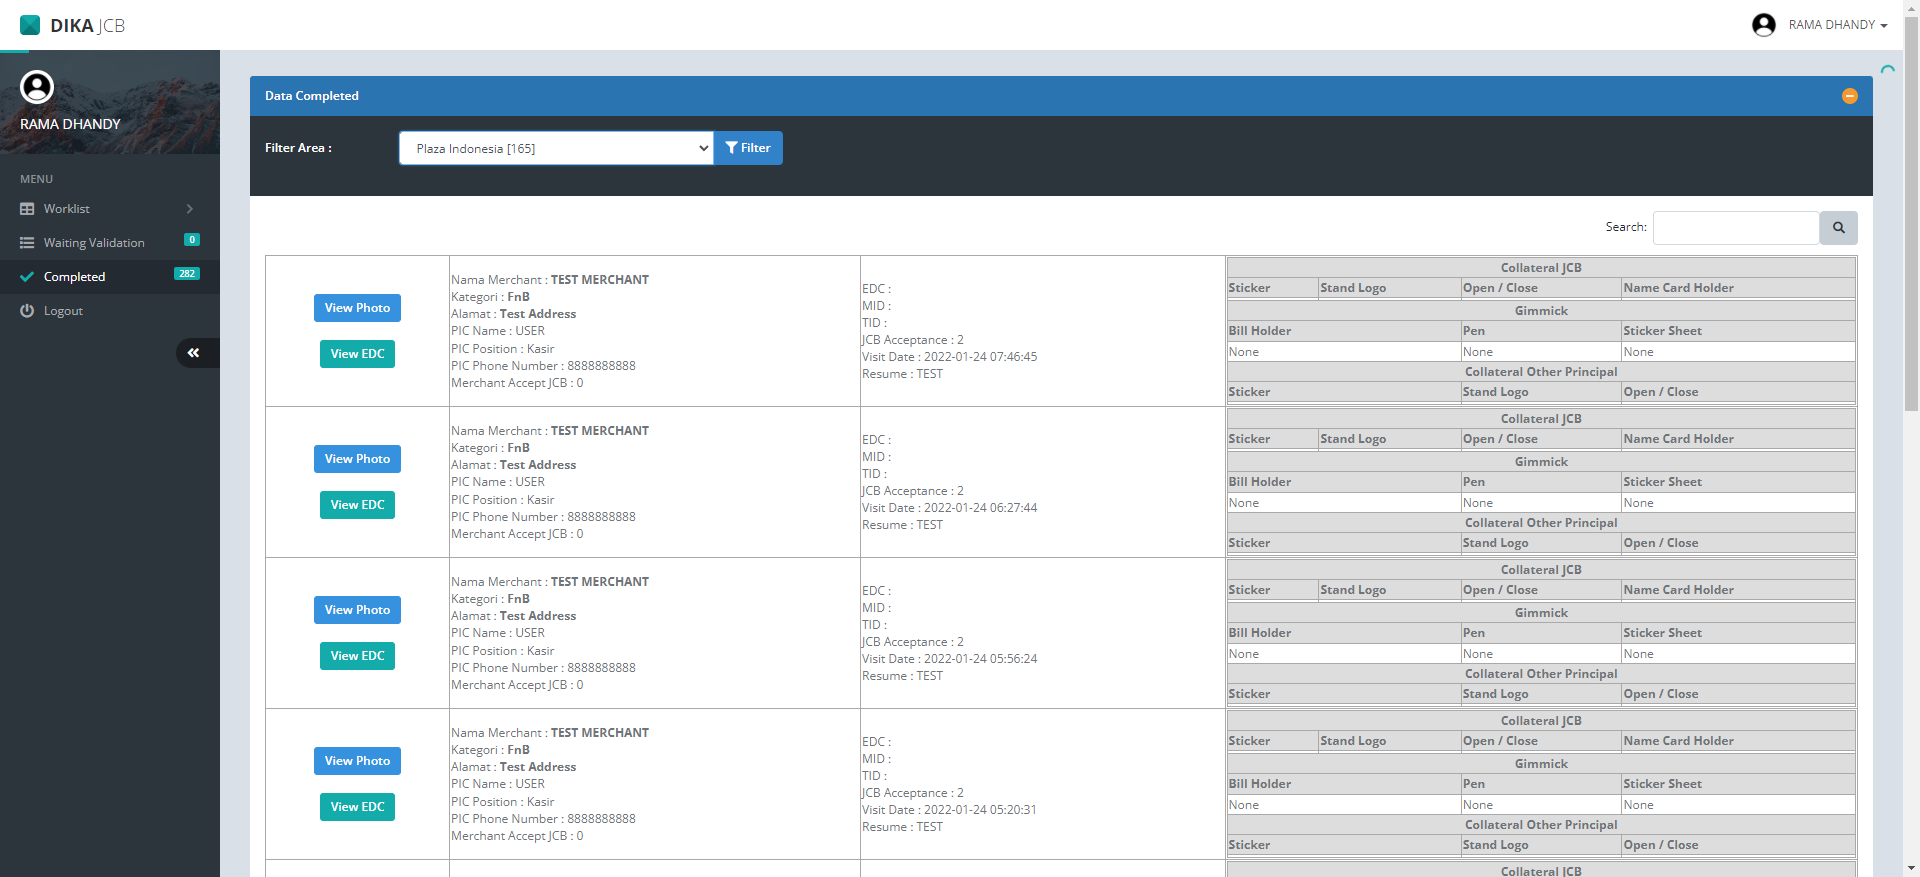 DIKA JCB
RAMA DHANDY
RAMA DHANDY
MENU
Worklist
Waiting Validation 0
Completed 282
Logout
Data Completed
Filter Area :
Plaza Indonesia [165]
Filter
Search:
View Photo
View EDC
Nama Merchant : TEST MERCHANT
Kategori : FnB
Alamat : Test Address
PIC Name : USER
PIC Position : Kasir
PIC Phone Number : 8888888888
Merchant Accept JCB : 0
EDC :
MID :
TID :
JCB Acceptance : 2
Visit Date : 2022-01-24 07:46:45
Resume : TEST
Collateral JCB
Sticker Stand Logo Open / Close Name Card Holder
Gimmick
Bill Holder Pen Sticker Sheet
None None None
Collateral Other Principal
Sticker Stand Logo Open / Close
View Photo
View EDC
Nama Merchant : TEST MERCHANT
Kategori : FnB
Alamat : Test Address
PIC Name : USER
PIC Position : Kasir
PIC Phone Number : 8888888888
Merchant Accept JCB : 0
EDC :
MID :
TID :
JCB Acceptance : 2
Visit Date : 2022-01-24 06:27:44
Resume : TEST
Collateral JCB
Sticker Stand Logo Open / Close Name Card Holder
Gimmick
Bill Holder Pen Sticker Sheet
None None None
Collateral Other Principal
Sticker Stand Logo Open / Close
View Photo
View EDC
Nama Merchant : TEST MERCHANT
Kategori : FnB
Alamat : Test Address
PIC Name : USER
PIC Position : Kasir
PIC Phone Number : 8888888888
Merchant Accept JCB : 0
EDC :
MID :
TID :
JCB Acceptance : 2
Visit Date : 2022-01-24 05:56:24
Resume : TEST
Collateral JCB
Sticker Stand Logo Open / Close Name Card Holder
Gimmick
Bill Holder Pen Sticker Sheet
None None None
Collateral Other Principal
Sticker Stand Logo Open / Close
View Photo
View EDC
Nama Merchant : TEST MERCHANT
Kategori : FnB
Alamat : Test Address
PIC Name : USER
PIC Position : Kasir
PIC Phone Number : 8888888888
Merchant Accept JCB : 0
EDC :
MID :
TID :
JCB Acceptance : 2
Visit Date : 2022-01-24 05:20:31
Resume : TEST
Collateral JCB
Sticker Stand Logo Open / Close Name Card Holder
Gimmick
Bill Holder Pen Sticker Sheet
None None None
Collateral Other Principal
Sticker Stand Logo Open / Close
Collateral JCB